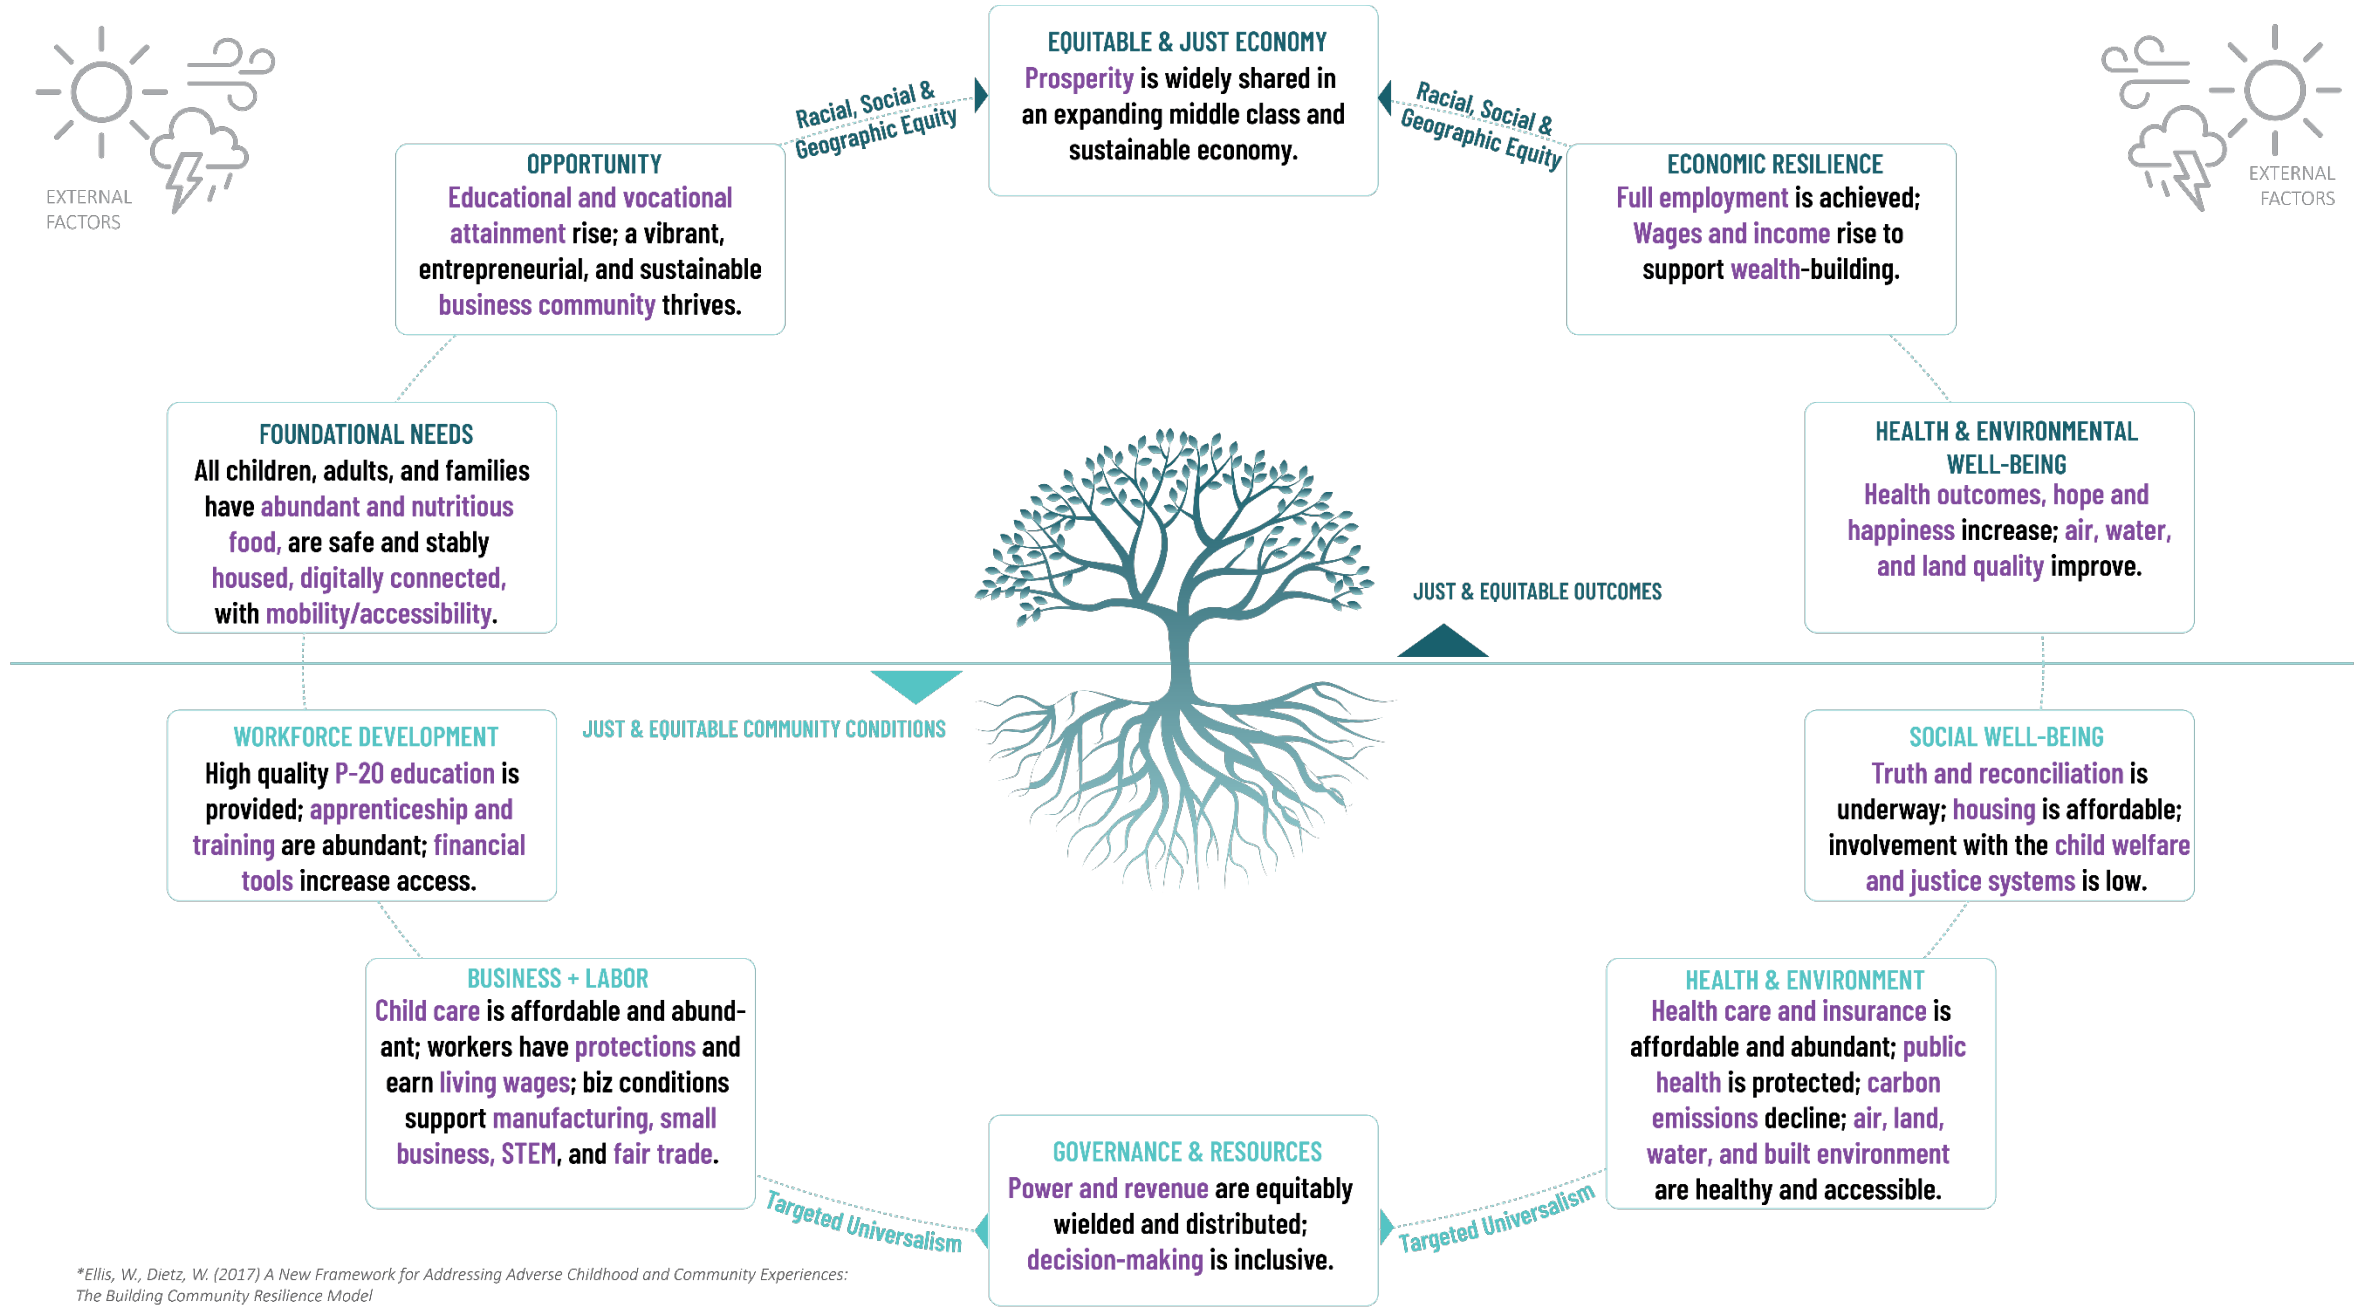 EQUITABLE & JUST ECONOMY
Prosperity is widely shared in
an expanding middle class and
sustainable economy.
Racial, Social &
Geographic Equity
Racial, Social &
Geographic Equity
EXTERNAL
FACTORS
EXTERNAL
FACTORS
OPPORTUNITY
Educational and vocational
attainment rise; a vibrant,
entrepreneurial, and sustainable
business community thrives.
ECONOMIC RESILIENCE
Full employment is achieved;
Wages and income rise to
support wealth-building.
FOUNDATIONAL NEEDS
All children, adults, and families
have abundant and nutritious
food, are safe and stably
housed, digitally connected,
with mobility/accessibility.
HEALTH & ENVIRONMENTAL
WELL-BEING
Health outcomes, hope and
happiness increase; air, water,
and land quality improve.
JUST & EQUITABLE OUTCOMES
JUST & EQUITABLE COMMUNITY CONDITIONS
WORKFORCE DEVELOPMENT
High quality P-20 education is
provided; apprenticeship and
training are abundant; financial
tools increase access.
SOCIAL WELL-BEING
Truth and reconciliation is
underway; housing is affordable;
involvement with the child welfare
and justice systems is low.
BUSINESS + LABOR
Child care is affordable and abund-
ant; workers have protections and
earn living wages; biz conditions
support manufacturing, small
business, STEM, and fair trade.
HEALTH & ENVIRONMENT
Health care and insurance is
affordable and abundant; public
health is protected; carbon
emissions decline; air, land,
water, and built environment
are healthy and accessible.
Targeted Universalism
GOVERNANCE & RESOURCES
Power and revenue are equitably
wielded and distributed;
decision-making is inclusive.
Targeted Universalism
*Ellis, W., Dietz, W. (2017) A New Framework for Addressing Adverse Childhood and Community Experiences:
The Building Community Resilience Model